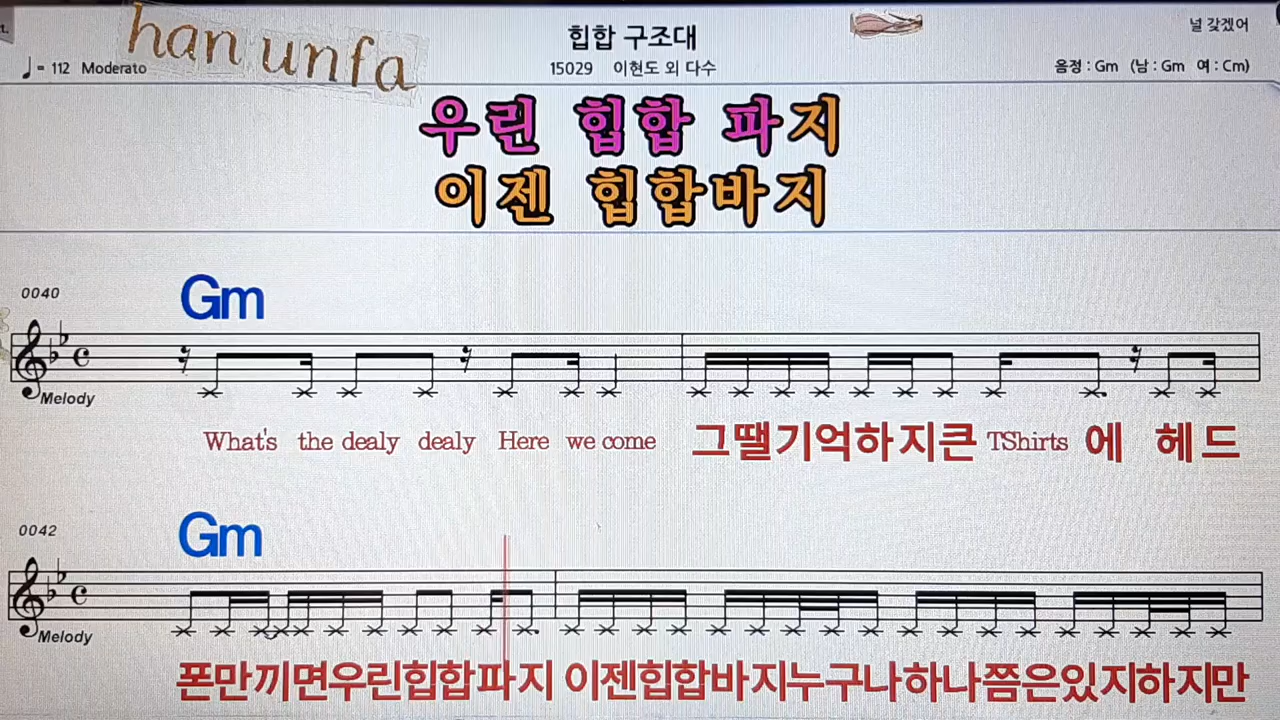 han unfa
힙합 구조대
널 갖겠어
♩= 112 Moderato
15029 이현도 외 다수
음정 : Gm (남 : Gm 여 : Cm)
우린 힙합 파지
이젠 힙합바지
0040
Gm
Melody
What's the dealy dealy Here we come 그땔기억하지큰 TShirts 에 헤드
0042
Gm
Melody
폰만끼면우린힙합파지 이젠힙합바지누구나하나쯤은있지하지만